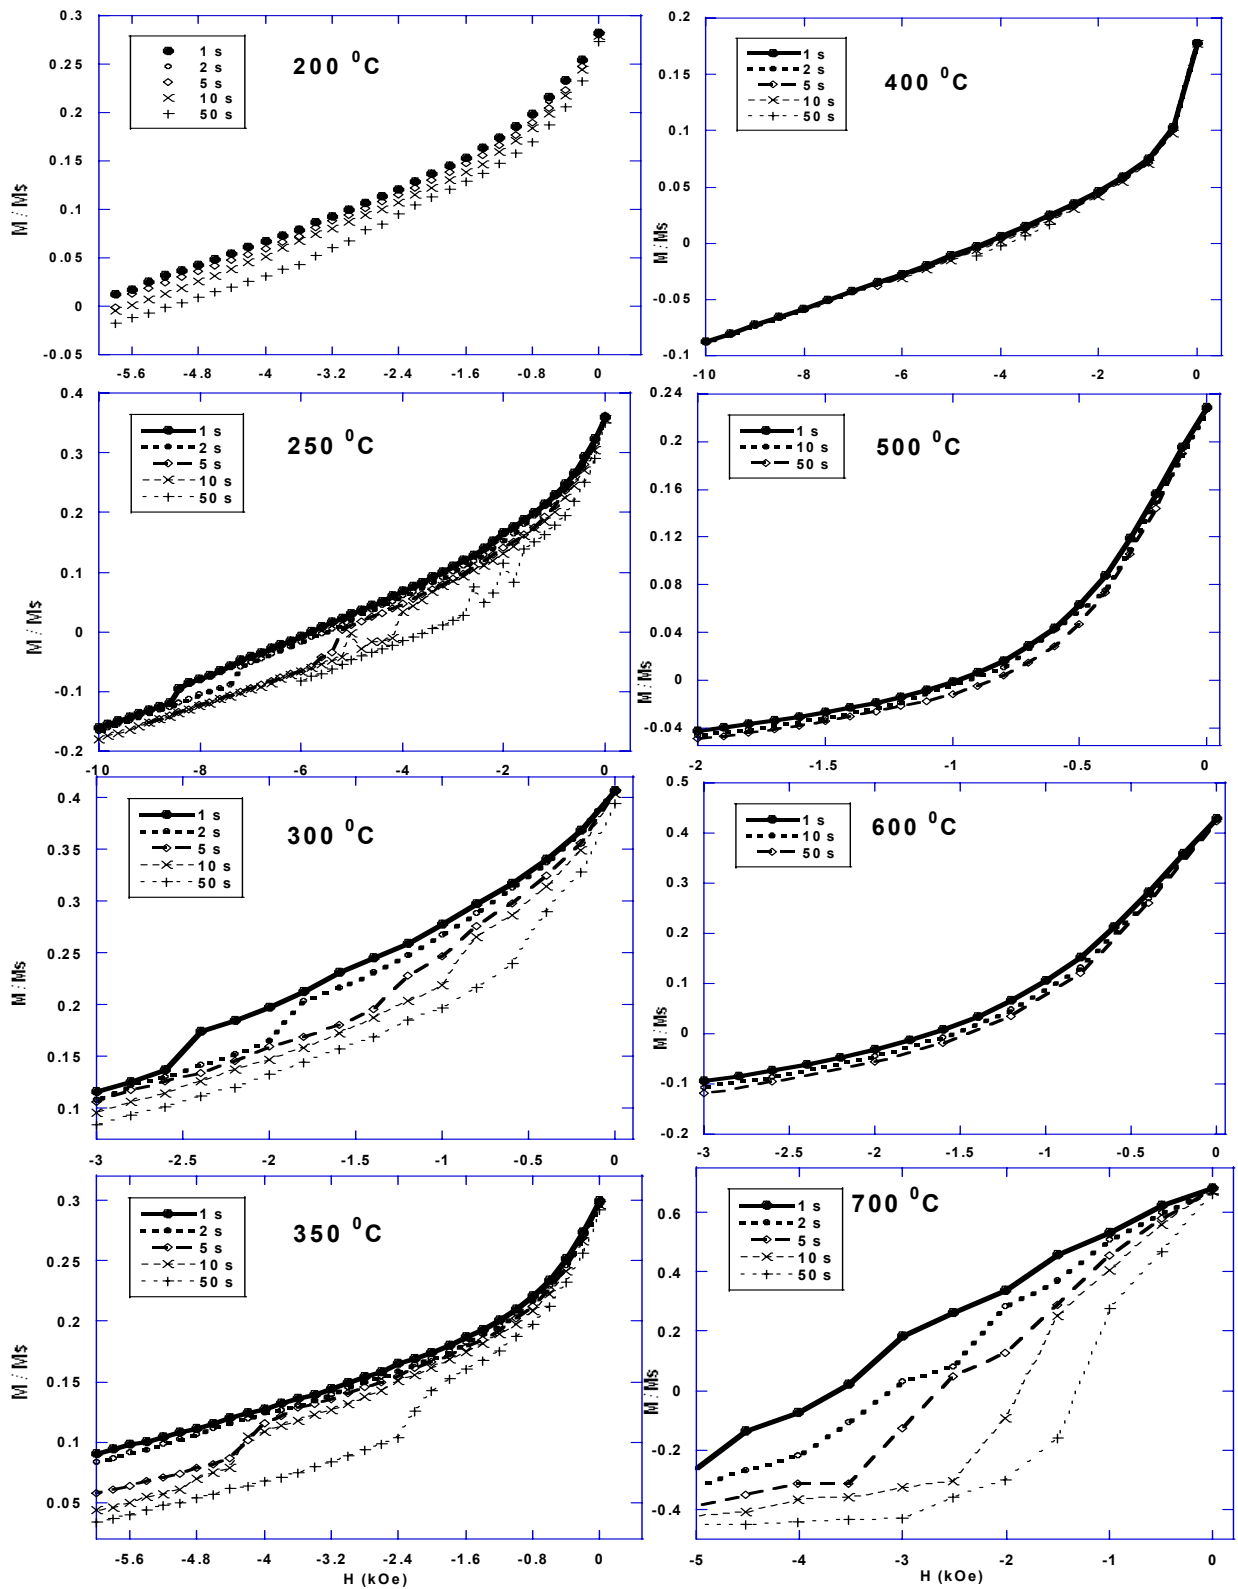 0.3
0.25
0.2
0.15
0.1
0.05
0
-0.05
M / Ms
1 s
2 s
5 s
10 s
50 s
200 ⁰C
-5.6 -4.8 -4 -3.2 -2.4 -1.6 -0.8 0
0.2
0.15
0.1
0.05
0
-0.05
-0.1
M / Ms
1 s
2 s
5 s
10 s
50 s
400 ⁰C
-10 -8 -6 -4 -2 0
0.4
0.3
0.2
0.1
0
-0.1
-0.2
M / Ms
1 s
2 s
5 s
10 s
50 s
250 ⁰C
-10 -8 -6 -4 -2 0
0.24
0.2
0.16
0.12
0.08
0.04
0
-0.04
1 s
10 s
50 s
500 ⁰C
-2 -1.5 -1 -0.5 0
0.4
0.35
0.3
0.25
0.2
0.15
0.1
M / Ms
1 s
2 s
5 s
10 s
50 s
300 ⁰C
-3 -2.5 -2 -1.5 -1 -0.5 0
0.5
0.4
0.3
0.2
0.1
0
-0.1
-0.2
M / Ms
1 s
10 s
50 s
600 ⁰C
-3 -2 -1 0
0.3
0.25
0.2
0.15
0.1
0.05
M / Ms
1 s
2 s
5 s
10 s
50 s
350 ⁰C
-5.6 -4.8 -4 -3.2 -2.4 -1.6 -0.8 0
H (kOe)
0.6
0.4
0.2
0
-0.2
-0.4
M / Ms
1 s
2 s
5 s
10 s
50 s
700 ⁰C
-5 -4 -3 -2 -1 0
H (kOe)